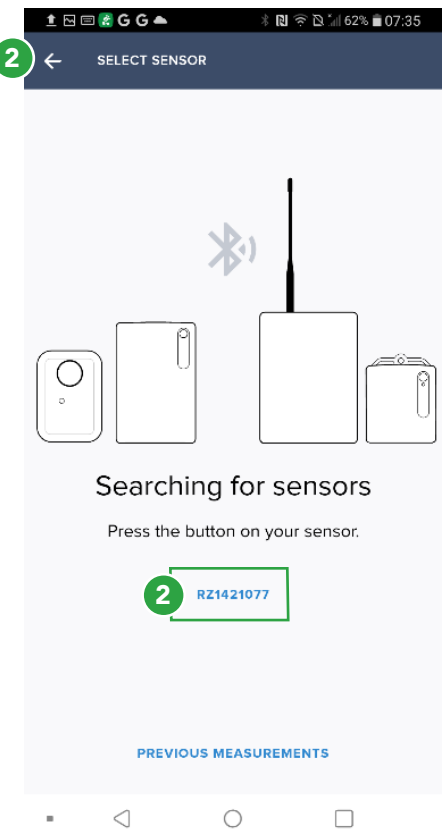 G G 62% 07:35
2 SELECT SENSOR
Searching for sensors
Press the button on your sensor.
2 RZ1421077
PREVIOUS MEASUREMENTS